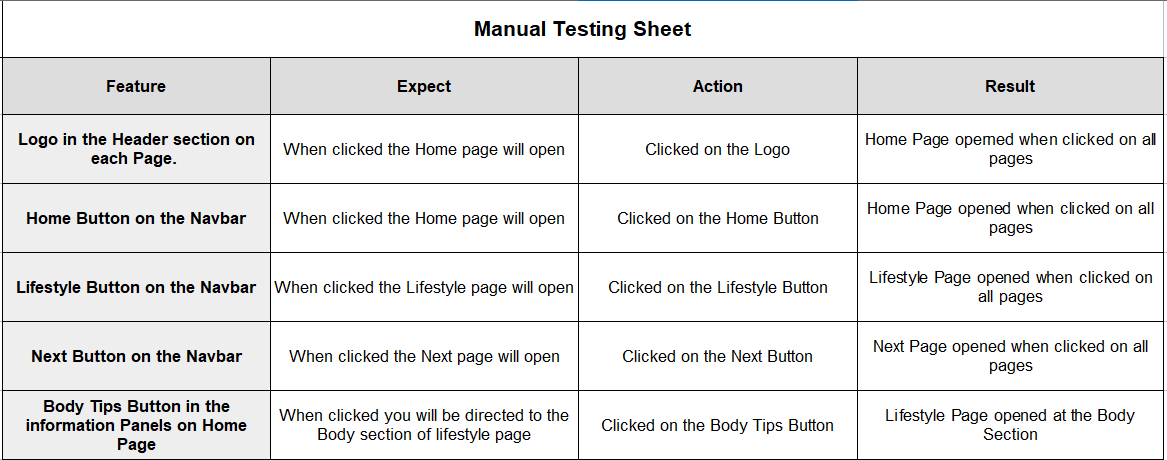 Manual Testing Sheet
Feature
Expect
Action
Result
Logo in the Header section on
each Page.
When clicked the Home page will open
Clicked on the Logo
Home Page opermed when clicked on all
pages
Home Button on the Navbar
When clicked the Home page will open
Clicked on the Home Button
Home Page opened when clicked on all
pages
Lifestyle Button on the Navbar
When clicked the Lifestyle page will open
Clicked on the Lifestyle Button
Lifestyle Page opened when clicked on
all pages
Next Button on the Navbar
When clicked the Next page will open
Clicked on the Next Button
Next Page opened when clicked on all
pages
Body Tips Button in the
information Panels on Home
Page
When clicked you will be directed to the
Body section of lifestyle page
Clicked on the Body Tips Button
Lifestyle Page opened at the Body
Section